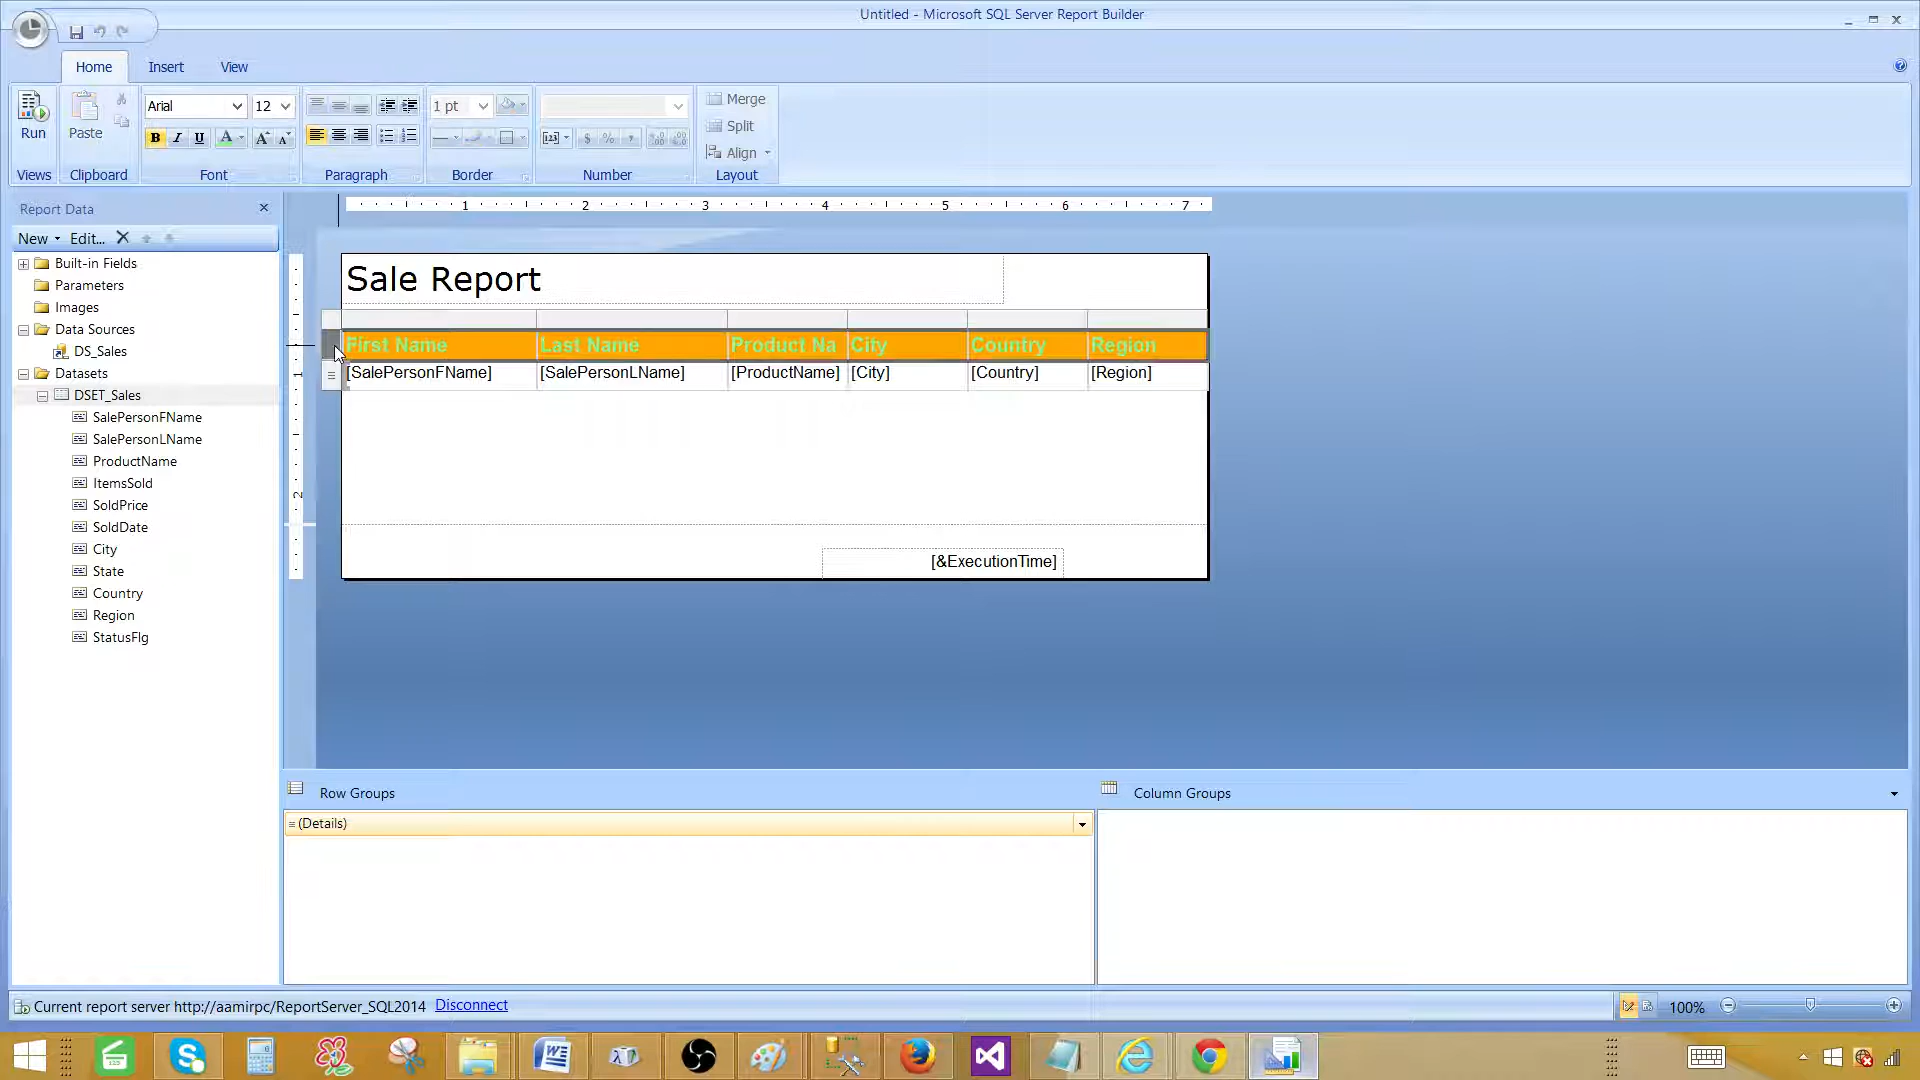 Untitled - Microsoft SQL Server Report Builder
Home Insert View
Run
Paste
Arial 12
B I U A A A
1 pt
123 $ % ,
Merge
Split
Align
Views Clipboard Font Paragraph Border Number Layout
Report Data
New Edit...
Built-in Fields
Parameters
Images
Data Sources
DS_Sales
Datasets
DSET_Sales
SalePersonFName
SalePersonLName
ProductName
ItemsSold
SoldPrice
SoldDate
City
State
Country
Region
StatusFlg
1 2 3 4 5 6 7
1
2
Sale Report
First Name Last Name Product Na City Country Region
[SalePersonFName] [SalePersonLName] [ProductName] [City] [Country] [Region]
[&ExecutionTime]
Row Groups Column Groups
(Details)
Current report server http://aamirpc/ReportServer_SQL2014 Disconnect
100%